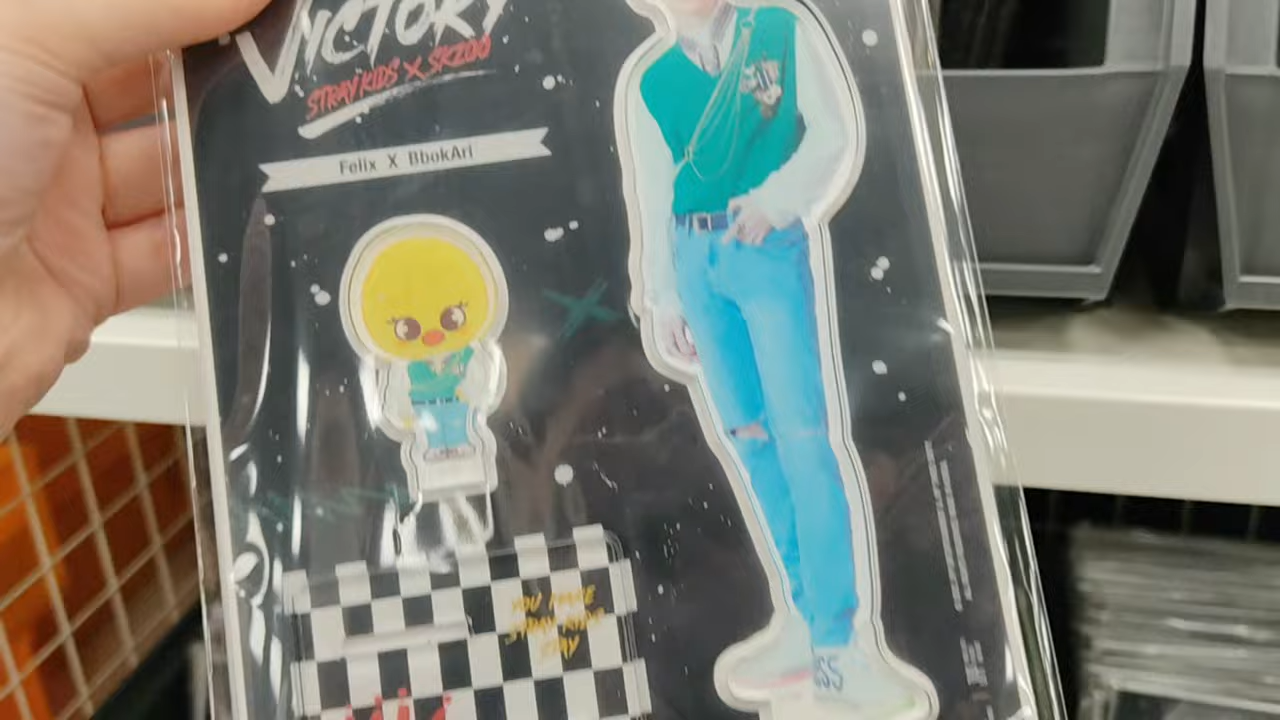 VICTORY
STRAY KIDS X SKZOO
Felix X BbokAri
YOU MAKE
STRAY KIDS
STAY